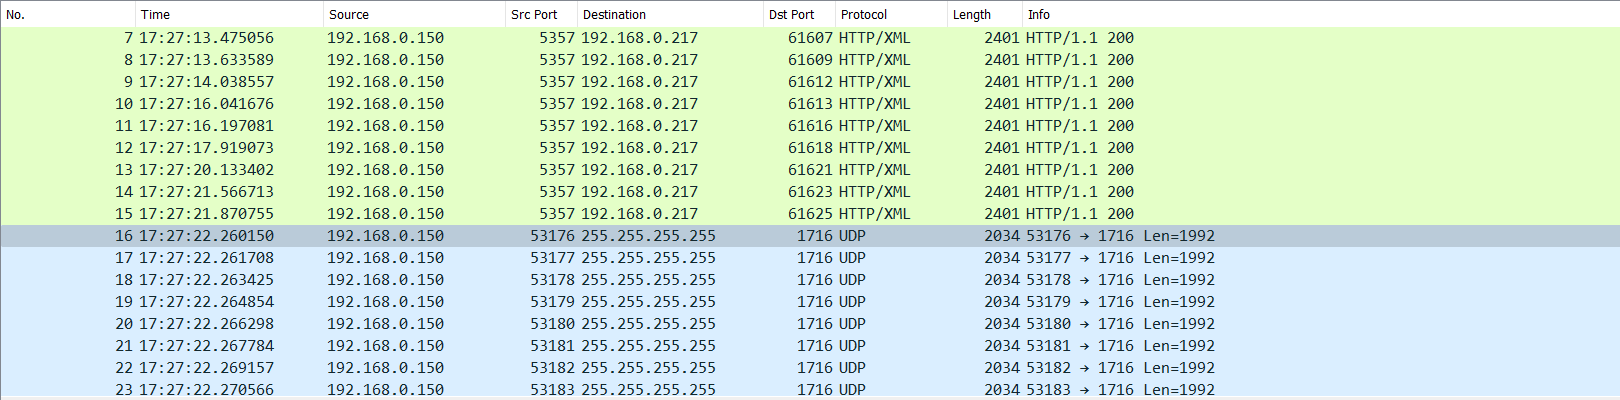 No. Time Source Src Port Destination Dst Port Protocol Length Info
7 17:27:13.475056 192.168.0.150 5357 192.168.0.217 61607 HTTP/XML 2401 HTTP/1.1 200
8 17:27:13.633589 192.168.0.150 5357 192.168.0.217 61609 HTTP/XML 2401 HTTP/1.1 200
9 17:27:14.038557 192.168.0.150 5357 192.168.0.217 61612 HTTP/XML 2401 HTTP/1.1 200
10 17:27:16.041676 192.168.0.150 5357 192.168.0.217 61613 HTTP/XML 2401 HTTP/1.1 200
11 17:27:16.197081 192.168.0.150 5357 192.168.0.217 61616 HTTP/XML 2401 HTTP/1.1 200
12 17:27:17.919073 192.168.0.150 5357 192.168.0.217 61618 HTTP/XML 2401 HTTP/1.1 200
13 17:27:20.133402 192.168.0.150 5357 192.168.0.217 61621 HTTP/XML 2401 HTTP/1.1 200
14 17:27:21.566713 192.168.0.150 5357 192.168.0.217 61623 HTTP/XML 2401 HTTP/1.1 200
15 17:27:21.870755 192.168.0.150 5357 192.168.0.217 61625 HTTP/XML 2401 HTTP/1.1 200
16 17:27:22.260150 192.168.0.150 53176 255.255.255.255 1716 UDP 2034 53176 → 1716 Len=1992
17 17:27:22.261708 192.168.0.150 53177 255.255.255.255 1716 UDP 2034 53177 → 1716 Len=1992
18 17:27:22.263425 192.168.0.150 53178 255.255.255.255 1716 UDP 2034 53178 → 1716 Len=1992
19 17:27:22.264854 192.168.0.150 53179 255.255.255.255 1716 UDP 2034 53179 → 1716 Len=1992
20 17:27:22.266298 192.168.0.150 53180 255.255.255.255 1716 UDP 2034 53180 → 1716 Len=1992
21 17:27:22.267784 192.168.0.150 53181 255.255.255.255 1716 UDP 2034 53181 → 1716 Len=1992
22 17:27:22.269157 192.168.0.150 53182 255.255.255.255 1716 UDP 2034 53182 → 1716 Len=1992
23 17:27:22.270566 192.168.0.150 53183 255.255.255.255 1716 UDP 2034 53183 → 1716 Len=1992